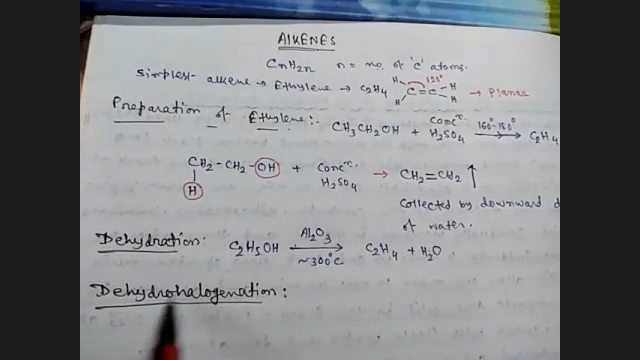 ALKENES
CnH2n n = no. of 'c' atoms.
Simplest alkene → Ethylene → C2H4 H H C=C H H 120° → Planar
Preparation of Ethylene:- CH3CH2OH + Concn. H2SO4 160°-180° → C2H4
CH2-CH2-OH + Concn. H2SO4 → CH2=CH2 ↑
H
Collected by downward d
of water.
Dehydration: C2H5OH Al2O3 → ~300°C C2H4 + H2O
Dehydrohalogenation: